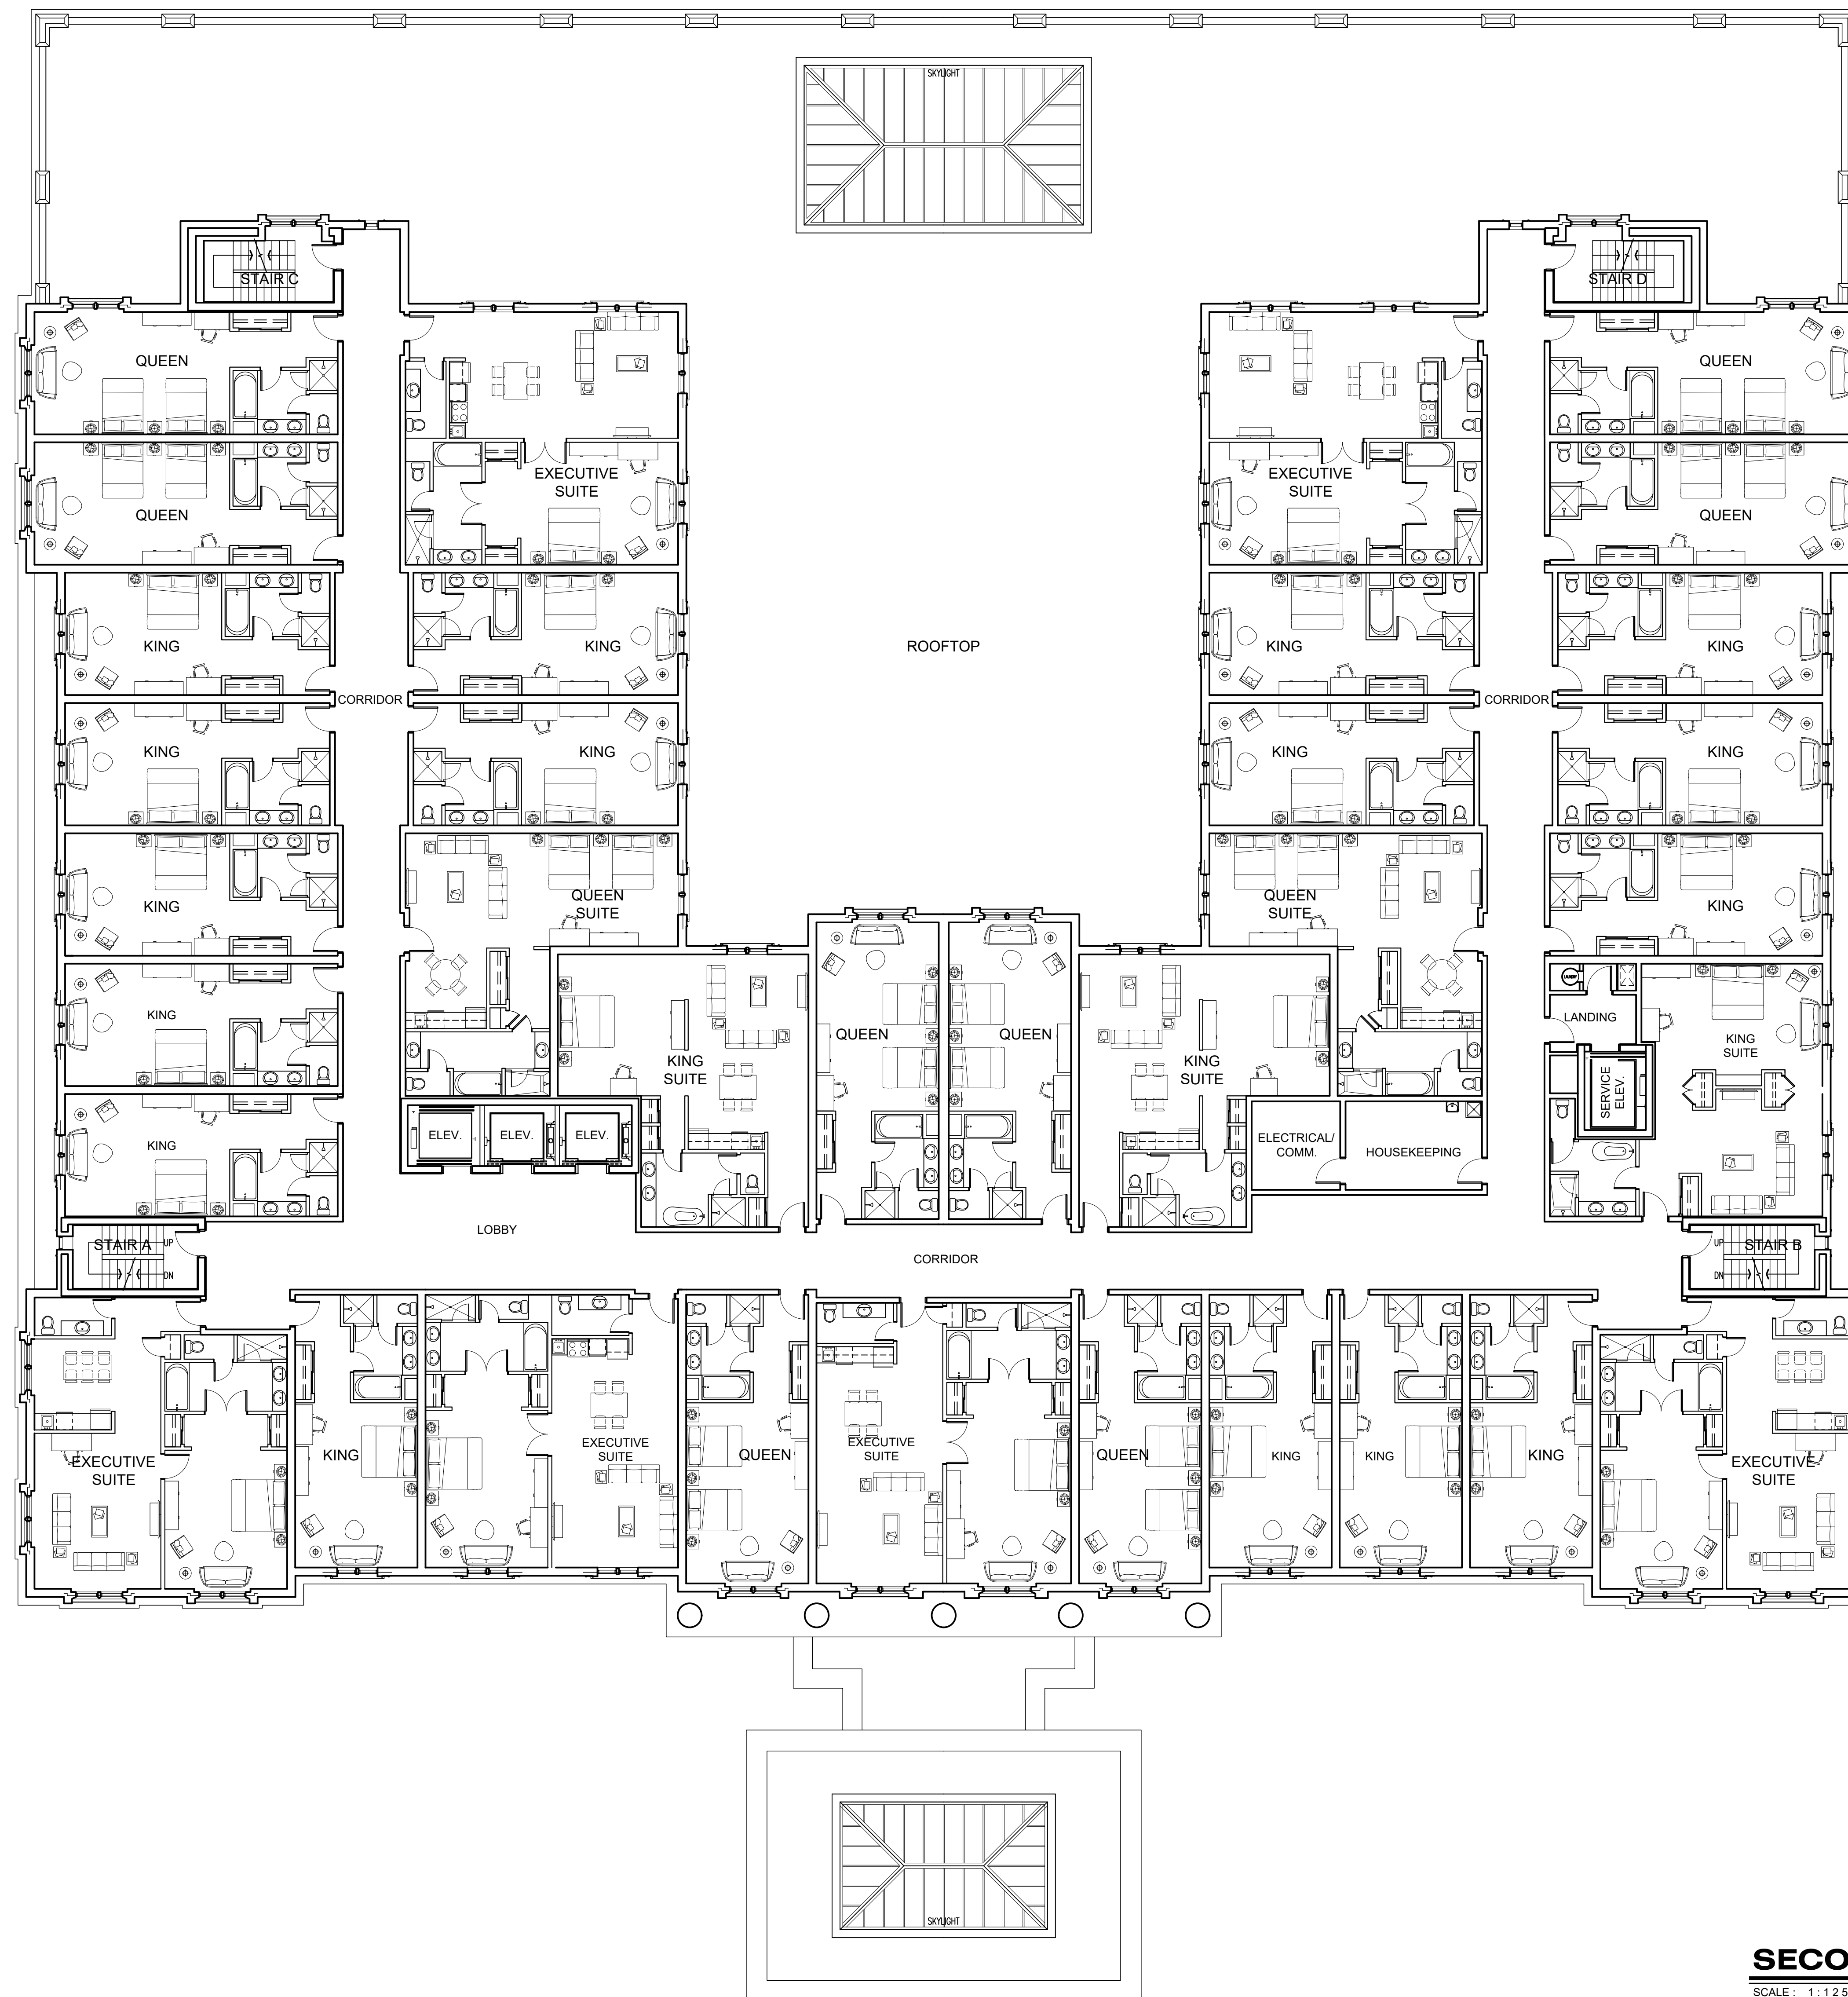 SKYLIGHT
STAIR C
STAIR D
QUEEN
QUEEN
EXECUTIVE
SUITE
EXECUTIVE
SUITE
QUEEN
QUEEN
KING
KING
ROOFTOP
KING
KING
CORRIDOR
CORRIDOR
KING
KING
KING
KING
KING
QUEEN
SUITE
QUEEN
SUITE
KING
KING
LAUNDRY
LANDING
QUEEN
QUEEN
KING
SUITE
KING
SUITE
KING
SUITE
SERVICE
ELEV.
ELEV.
ELEV.
ELEV.
KING
ELECTRICAL/
COMM.
HOUSEKEEPING
LOBBY
STAIR A
UP
DN
CORRIDOR
UP
STAIR B
DN
EXECUTIVE
SUITE
KING
EXECUTIVE
SUITE
QUEEN
EXECUTIVE
SUITE
QUEEN
KING
KING
KING
EXECUTIVE
SUITE
SKYLIGHT
SECO
SCALE : 1:125